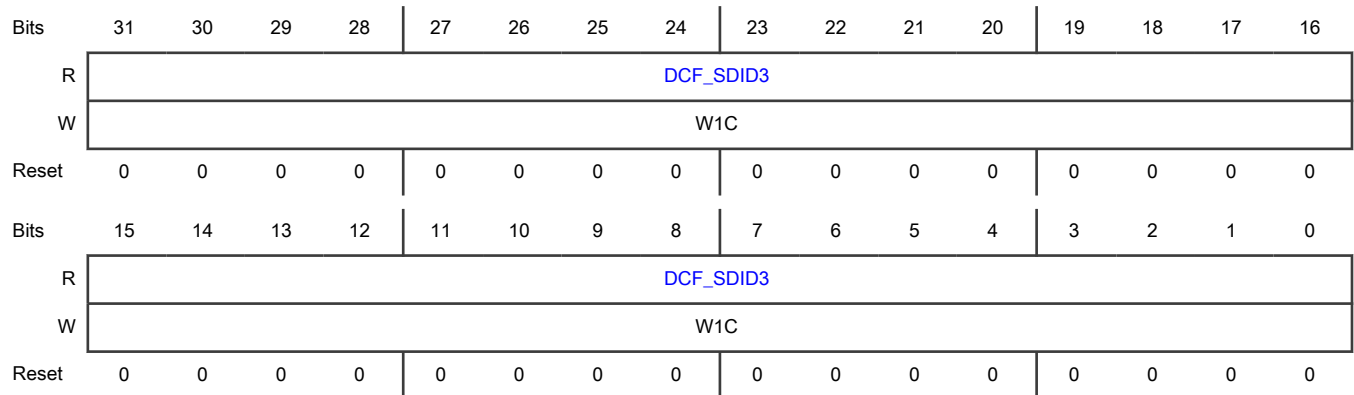 Bits 31 30 29 28 27 26 25 24 23 22 21 20 19 18 17 16
R DCF_SDID3
W W1C
Reset 0 0 0 0 0 0 0 0 0 0 0 0 0 0 0 0
Bits 15 14 13 12 11 10 9 8 7 6 5 4 3 2 1 0
R DCF_SDID3
W W1C
Reset 0 0 0 0 0 0 0 0 0 0 0 0 0 0 0 0